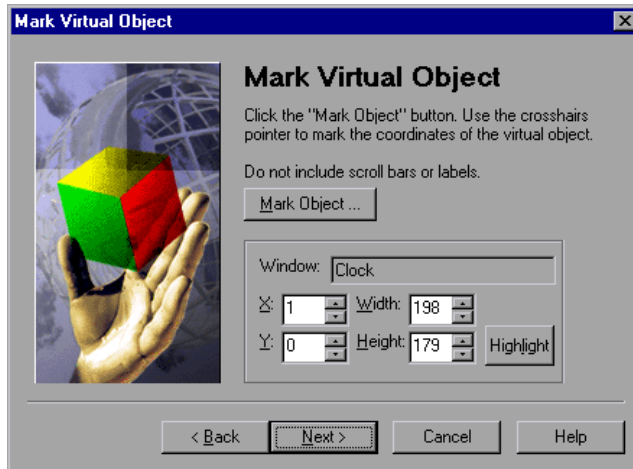 Mark Virtual Object
Mark Virtual Object
Click the "Mark Object" button. Use the crosshairs
pointer to mark the coordinates of the virtual object.
Do not include scroll bars or labels.
Mark Object ...
Window: Clock
X: 1 Width: 198
Y: 0 Height: 179 Highlight
< Back Next > Cancel Help